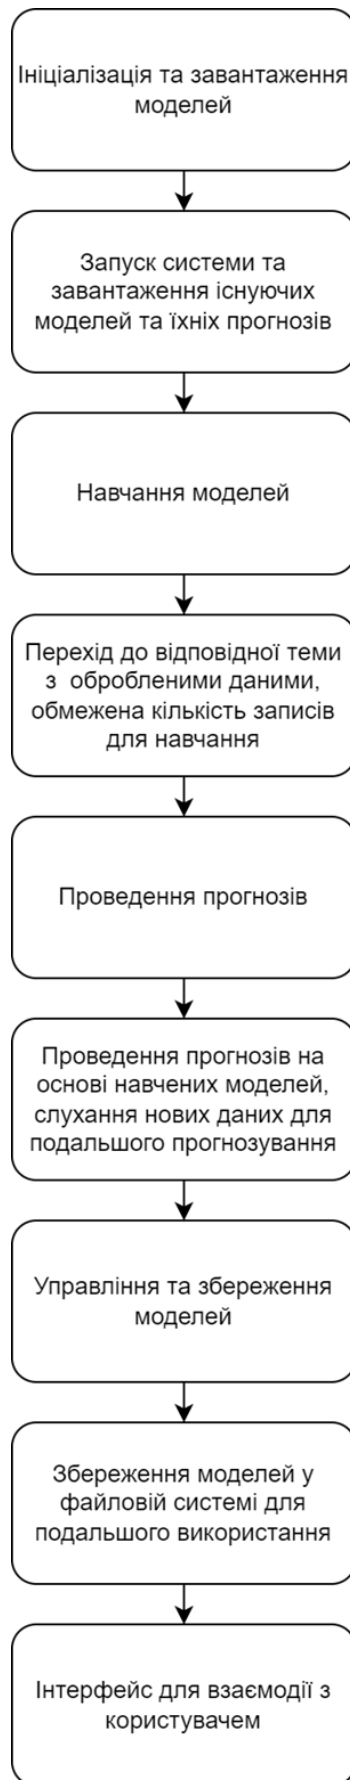 Ініціалізація та завантаження
моделей
Запуск системи та
завантаження існуючих
моделей та їхніх прогнозів
Навчання моделей
Перехід до відповідної теми
з обробленими даними,
обмежена кількість записів
для навчання
Проведення прогнозів
Проведення прогнозів на
основі навчених моделей,
слухання нових даних для
подальшого прогнозування
Управління та збереження
моделей
Збереження моделей у
файловій системі для
подальшого використання
Інтерфейс для взаємодії з
користувачем